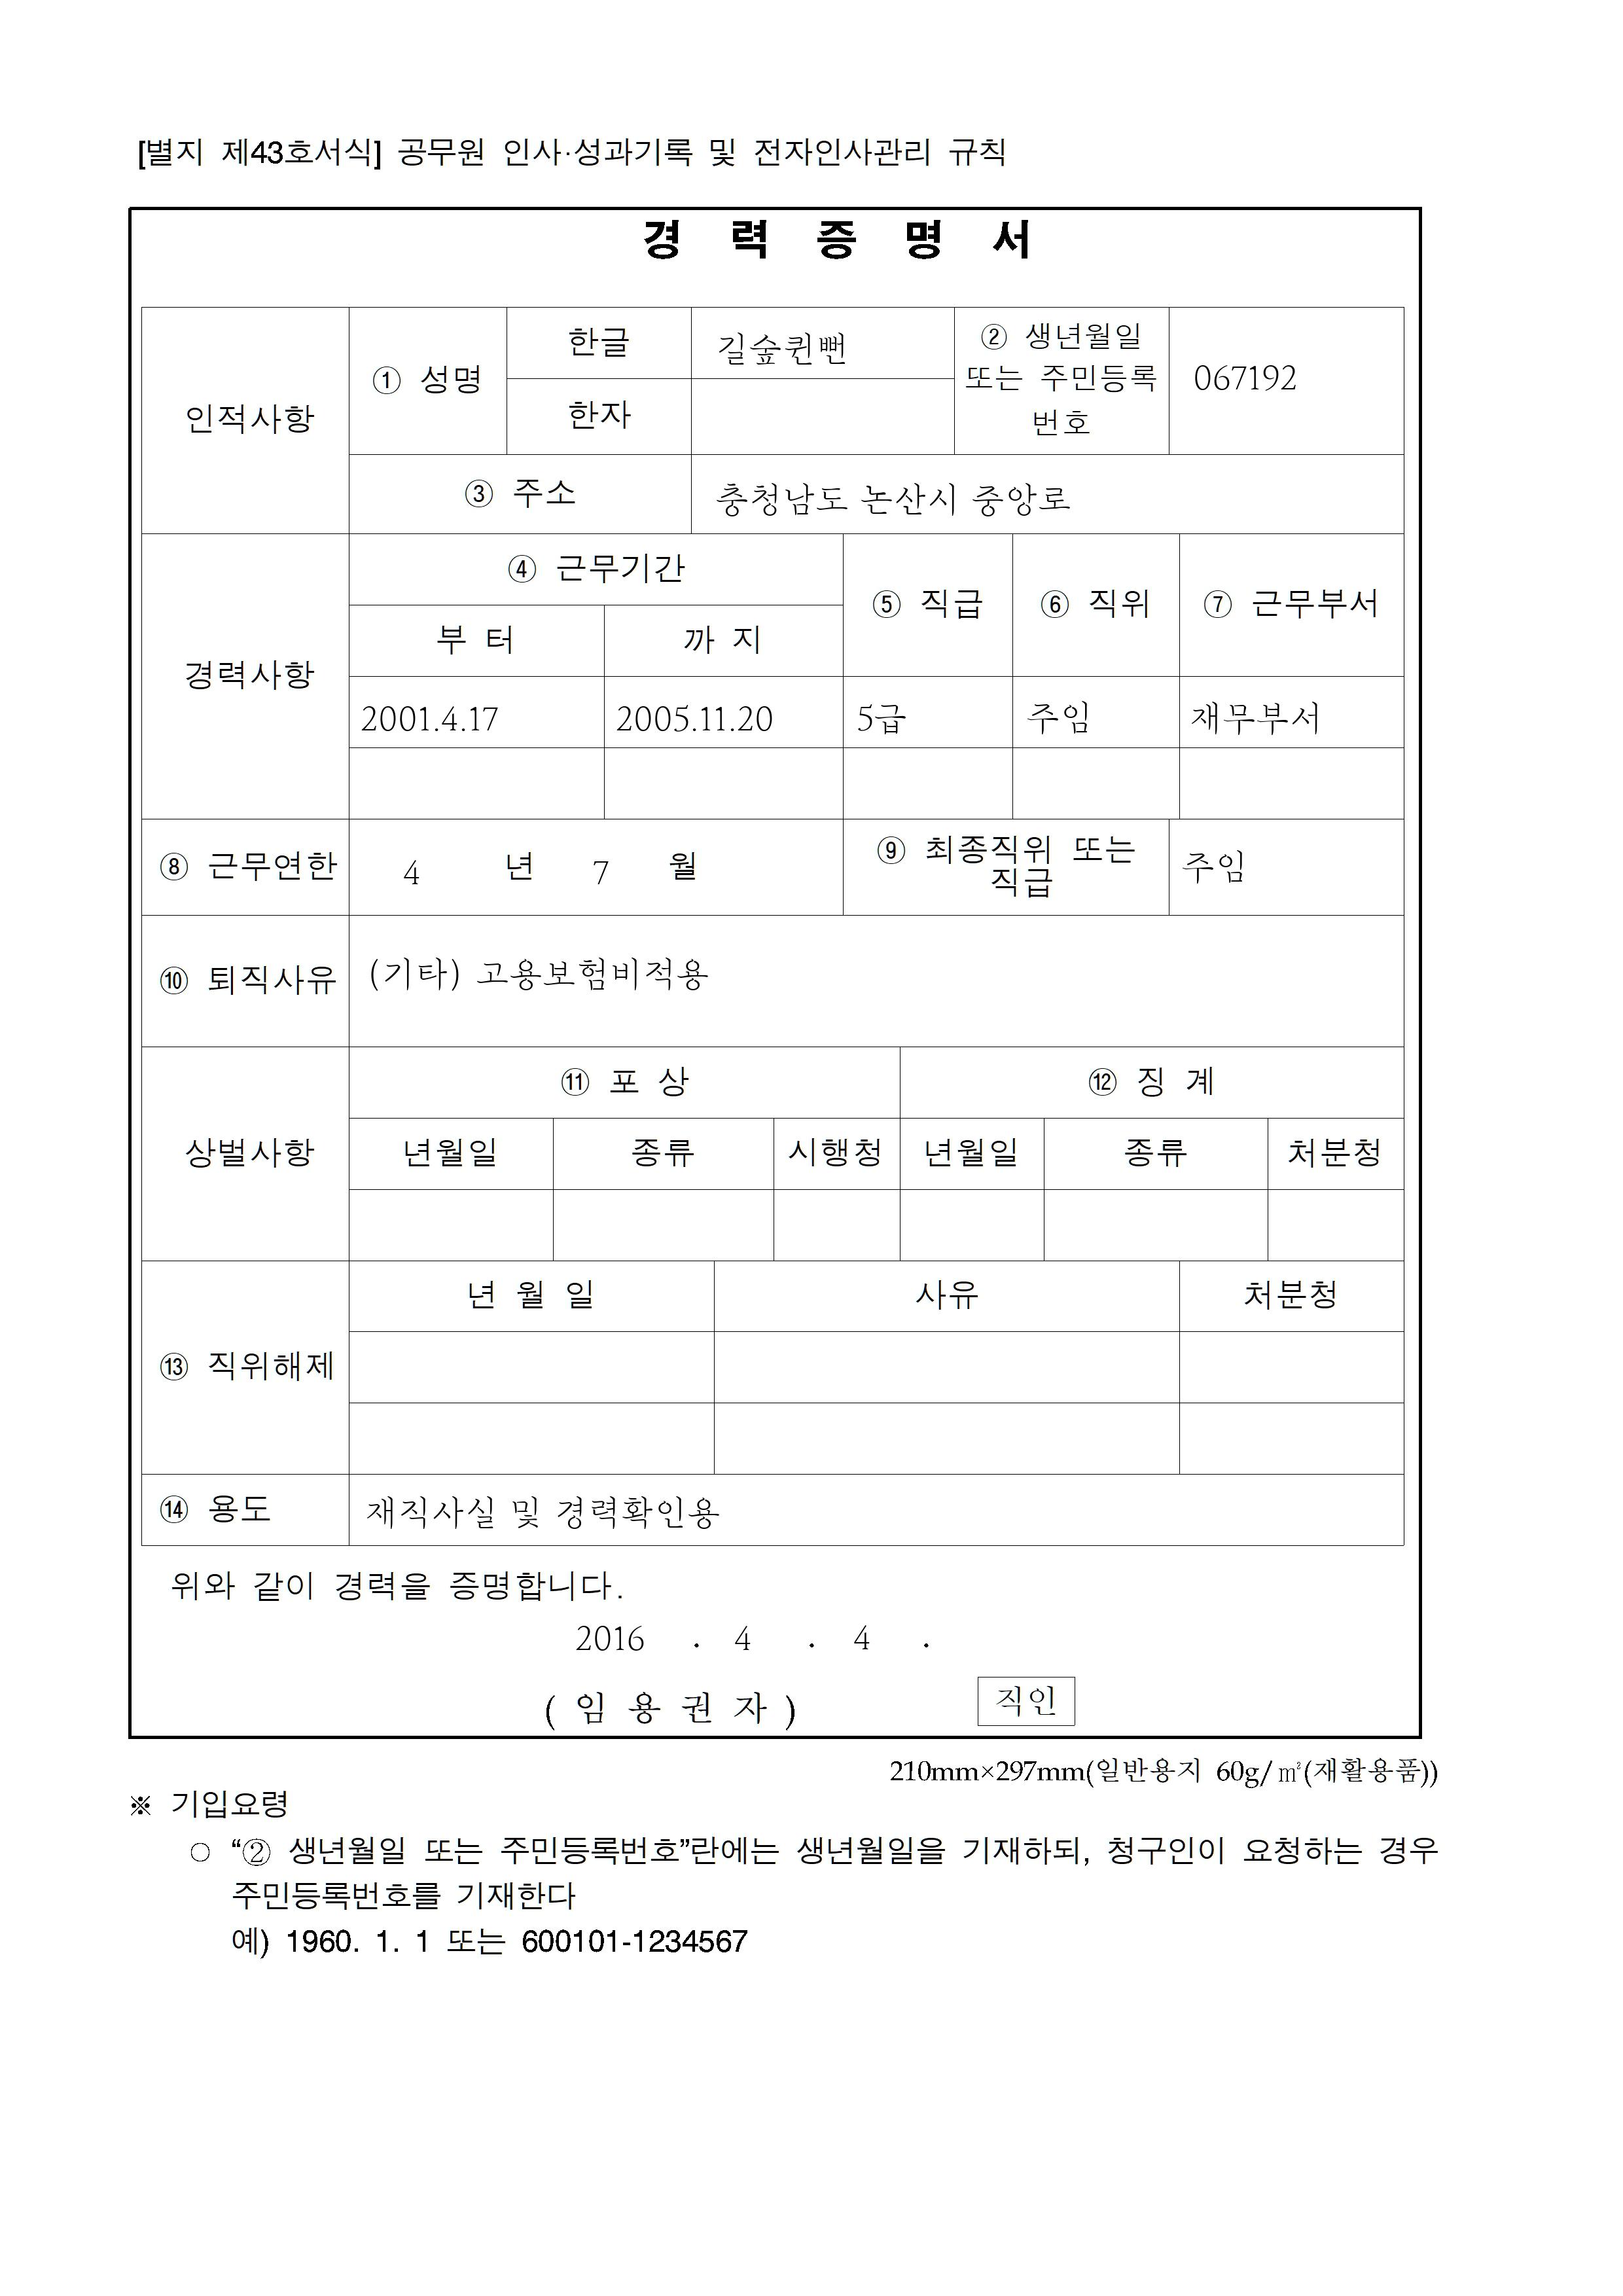 [별지 제43호서식] 공무원 인사·성과기록 및 전자인사관리 규칙
경 력 증 명 서
인적사항
① 성명
한글
길숲퀸뻔
② 생년월일
또는 주민등록
번호
067192
한자
③ 주소
충청남도 논산시 중앙로
경력사항
④ 근무기간
⑤ 직급
⑥ 직위
⑦ 근무부서
부 터
까 지
2001.4.17
2005.11.20
5급
주임
재무부서
⑧ 근무연한
4 년 7 월
⑨ 최종직위 또는
직급
주임
⑩ 퇴직사유
(기타) 고용보험비적용
상벌사항
⑪ 포 상
⑫ 징 계
년월일
종류
시행청
년월일
종류
처분청
⑬ 직위해제
년 월 일
사유
처분청
⑭ 용도
재직사실 및 경력확인용
위와 같이 경력을 증명합니다.
2016 . 4 . 4 .
( 임 용 권 자 )
직인
210mm×297mm(일반용지 60g/㎡(재활용품))
※ 기입요령
○ “② 생년월일 또는 주민등록번호”란에는 생년월일을 기재하되, 청구인이 요청하는 경우
주민등록번호를 기재한다
예) 1960. 1. 1 또는 600101-1234567